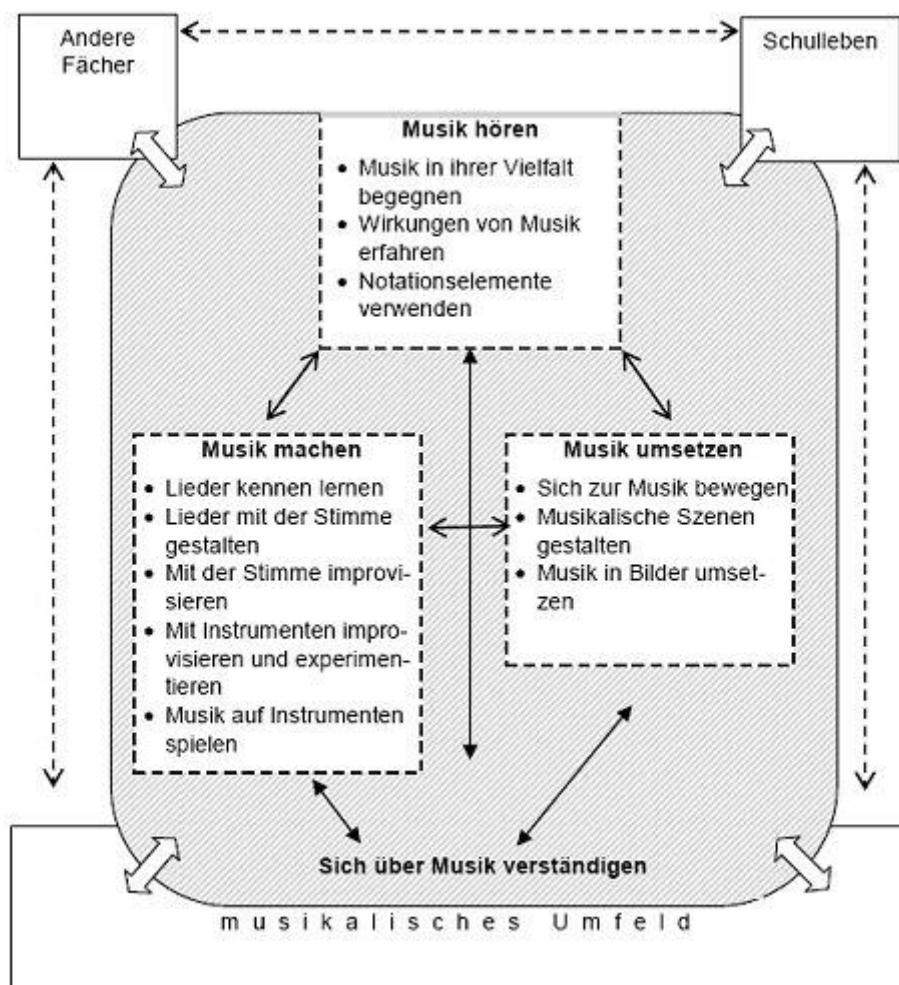 Andere
Fächer
Schulleben
Musik hören
• Musik in ihrer Vielfalt
begegnen
• Wirkungen von Musik
erfahren
• Notationselemente
verwenden
Musik machen
• Lieder kennen lernen
• Lieder mit der Stimme
gestalten
• Mit der Stimme improvi-
sieren
• Mit Instrumenten impro-
visieren und experimen-
tieren
• Musik auf Instrumenten
spielen
Musik umsetzen
• Sich zur Musik bewegen
• Musikalische Szenen
gestalten
• Musik in Bilder umset-
zen
Sich über Musik verständigen
musikalisches Umfeld